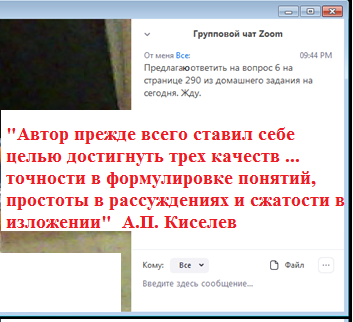 Групповой чат Zoom
От меня Все: 09:44 PM
Предлагаю ответить на вопрос 6 на
странице 290 из домашнего задания на
сегодня. Жду.
"Автор прежде всего ставил себе
целью достигнуть трех качеств ...
точности в формулировке понятий,
простоты в рассуждениях и сжатости в
изложении" А.П. Киселев
Кому: Все Файл ...
Введите здесь сообщение...